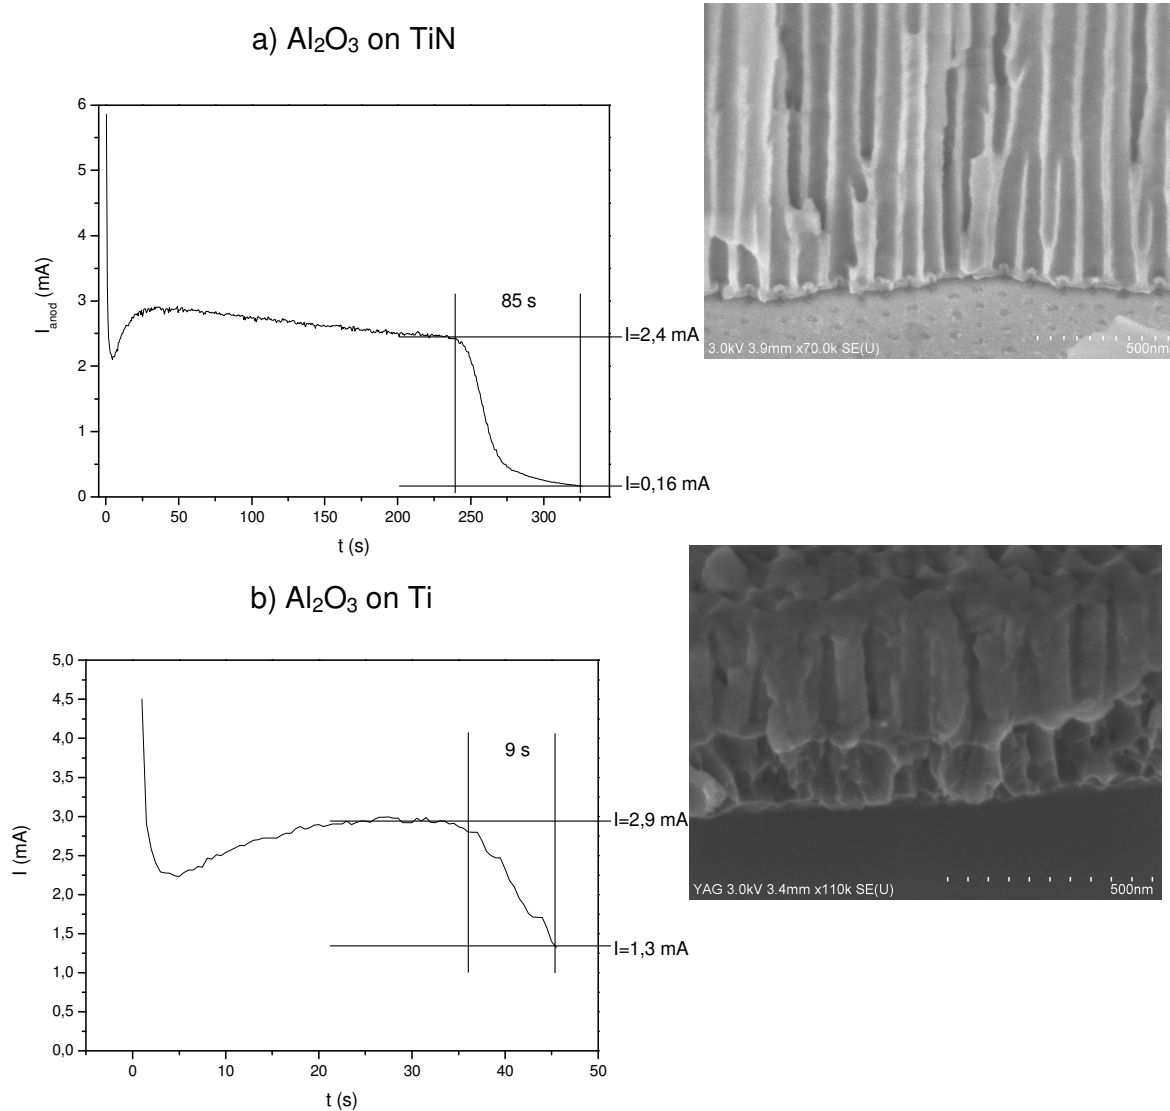 a) Al₂O₃ on TiN
6
5
4
3
2
1
0
I_anod (mA)
85 s
I=2,4 mA
I=0,16 mA
0 50 100 150 200 250 300
t (s)
3.0kV 3.9mm x70.0k SE(U) 500nm
b) Al₂O₃ on Ti
5,0
4,5
4,0
3,5
3,0
2,5
2,0
1,5
1,0
0,5
0,0
I (mA)
9 s
I=2,9 mA
I=1,3 mA
0 10 20 30 40 50
t (s)
YAG 3.0kV 3.4mm x110k SE(U) 500nm